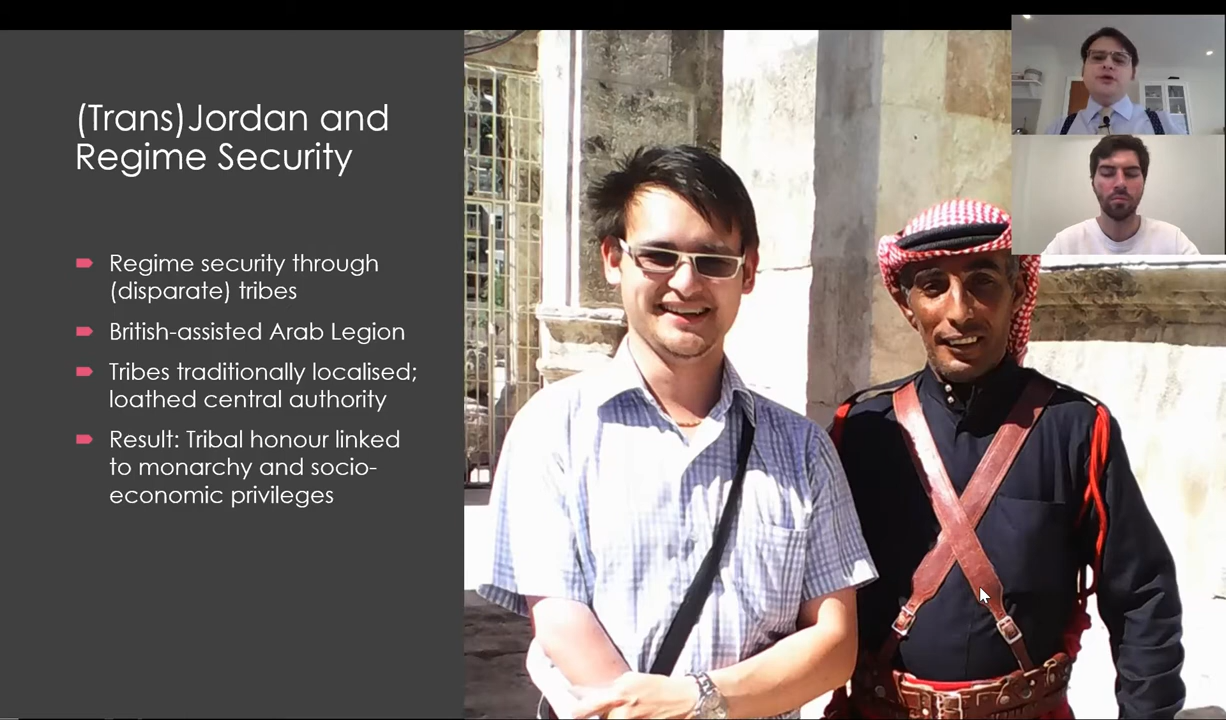 (Trans)Jordan and
Regime Security
Regime security through
(disparate) tribes
British-assisted Arab Legion
Tribes traditionally localised;
loathed central authority
Result: Tribal honour linked
to monarchy and socio-
economic privileges